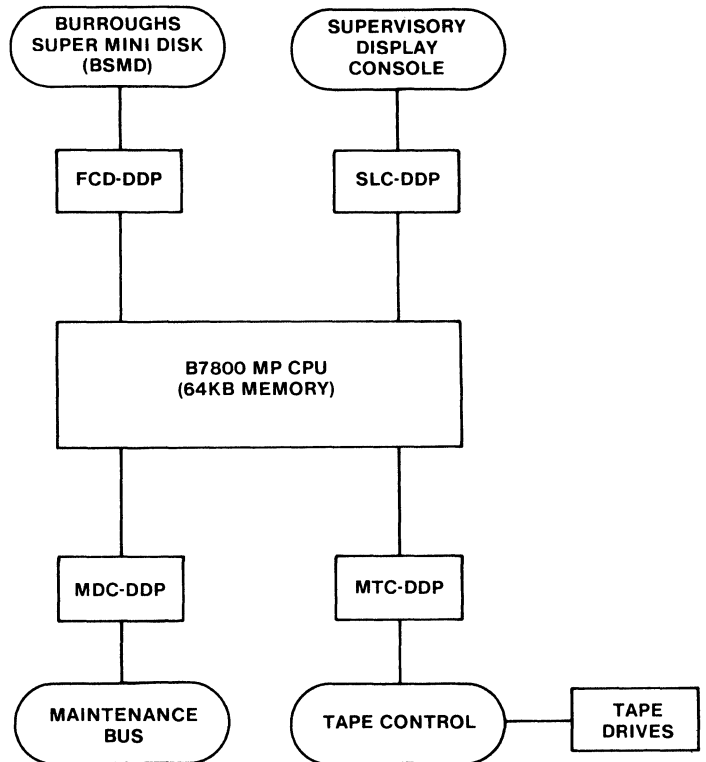 BURROUGHS
SUPER MINI DISK
(BSMD)
SUPERVISORY
DISPLAY
CONSOLE
FCD-DDP
SLC-DDP
B7800 MP CPU
(64KB MEMORY)
MDC-DDP
MTC-DDP
MAINTENANCE
BUS
TAPE CONTROL
TAPE
DRIVES